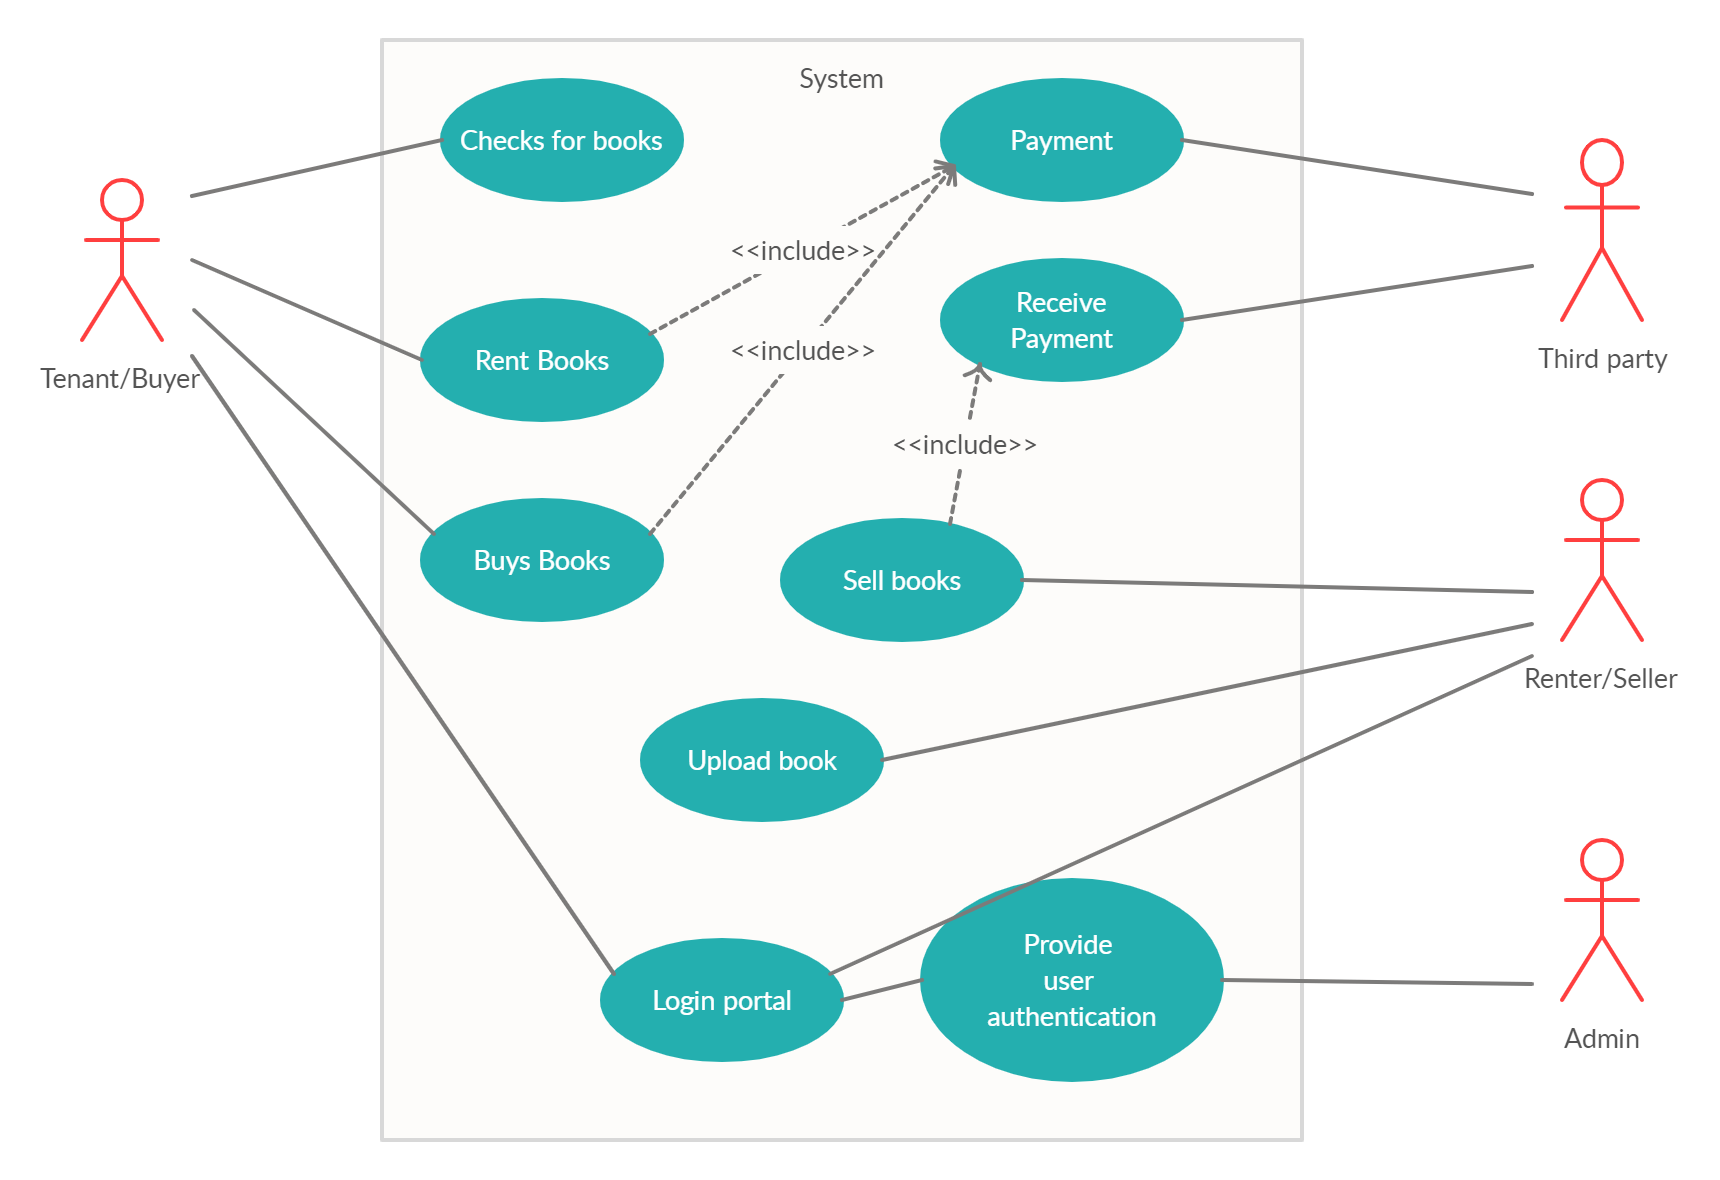 System
Checks for books
Payment
<<include>>
Receive
Payment
Tenant/Buyer
Rent Books
<<include>>
Third party
<<include>>
Buys Books
Sell books
Renter/Seller
Upload book
Provide
user
authentication
Login portal
Admin